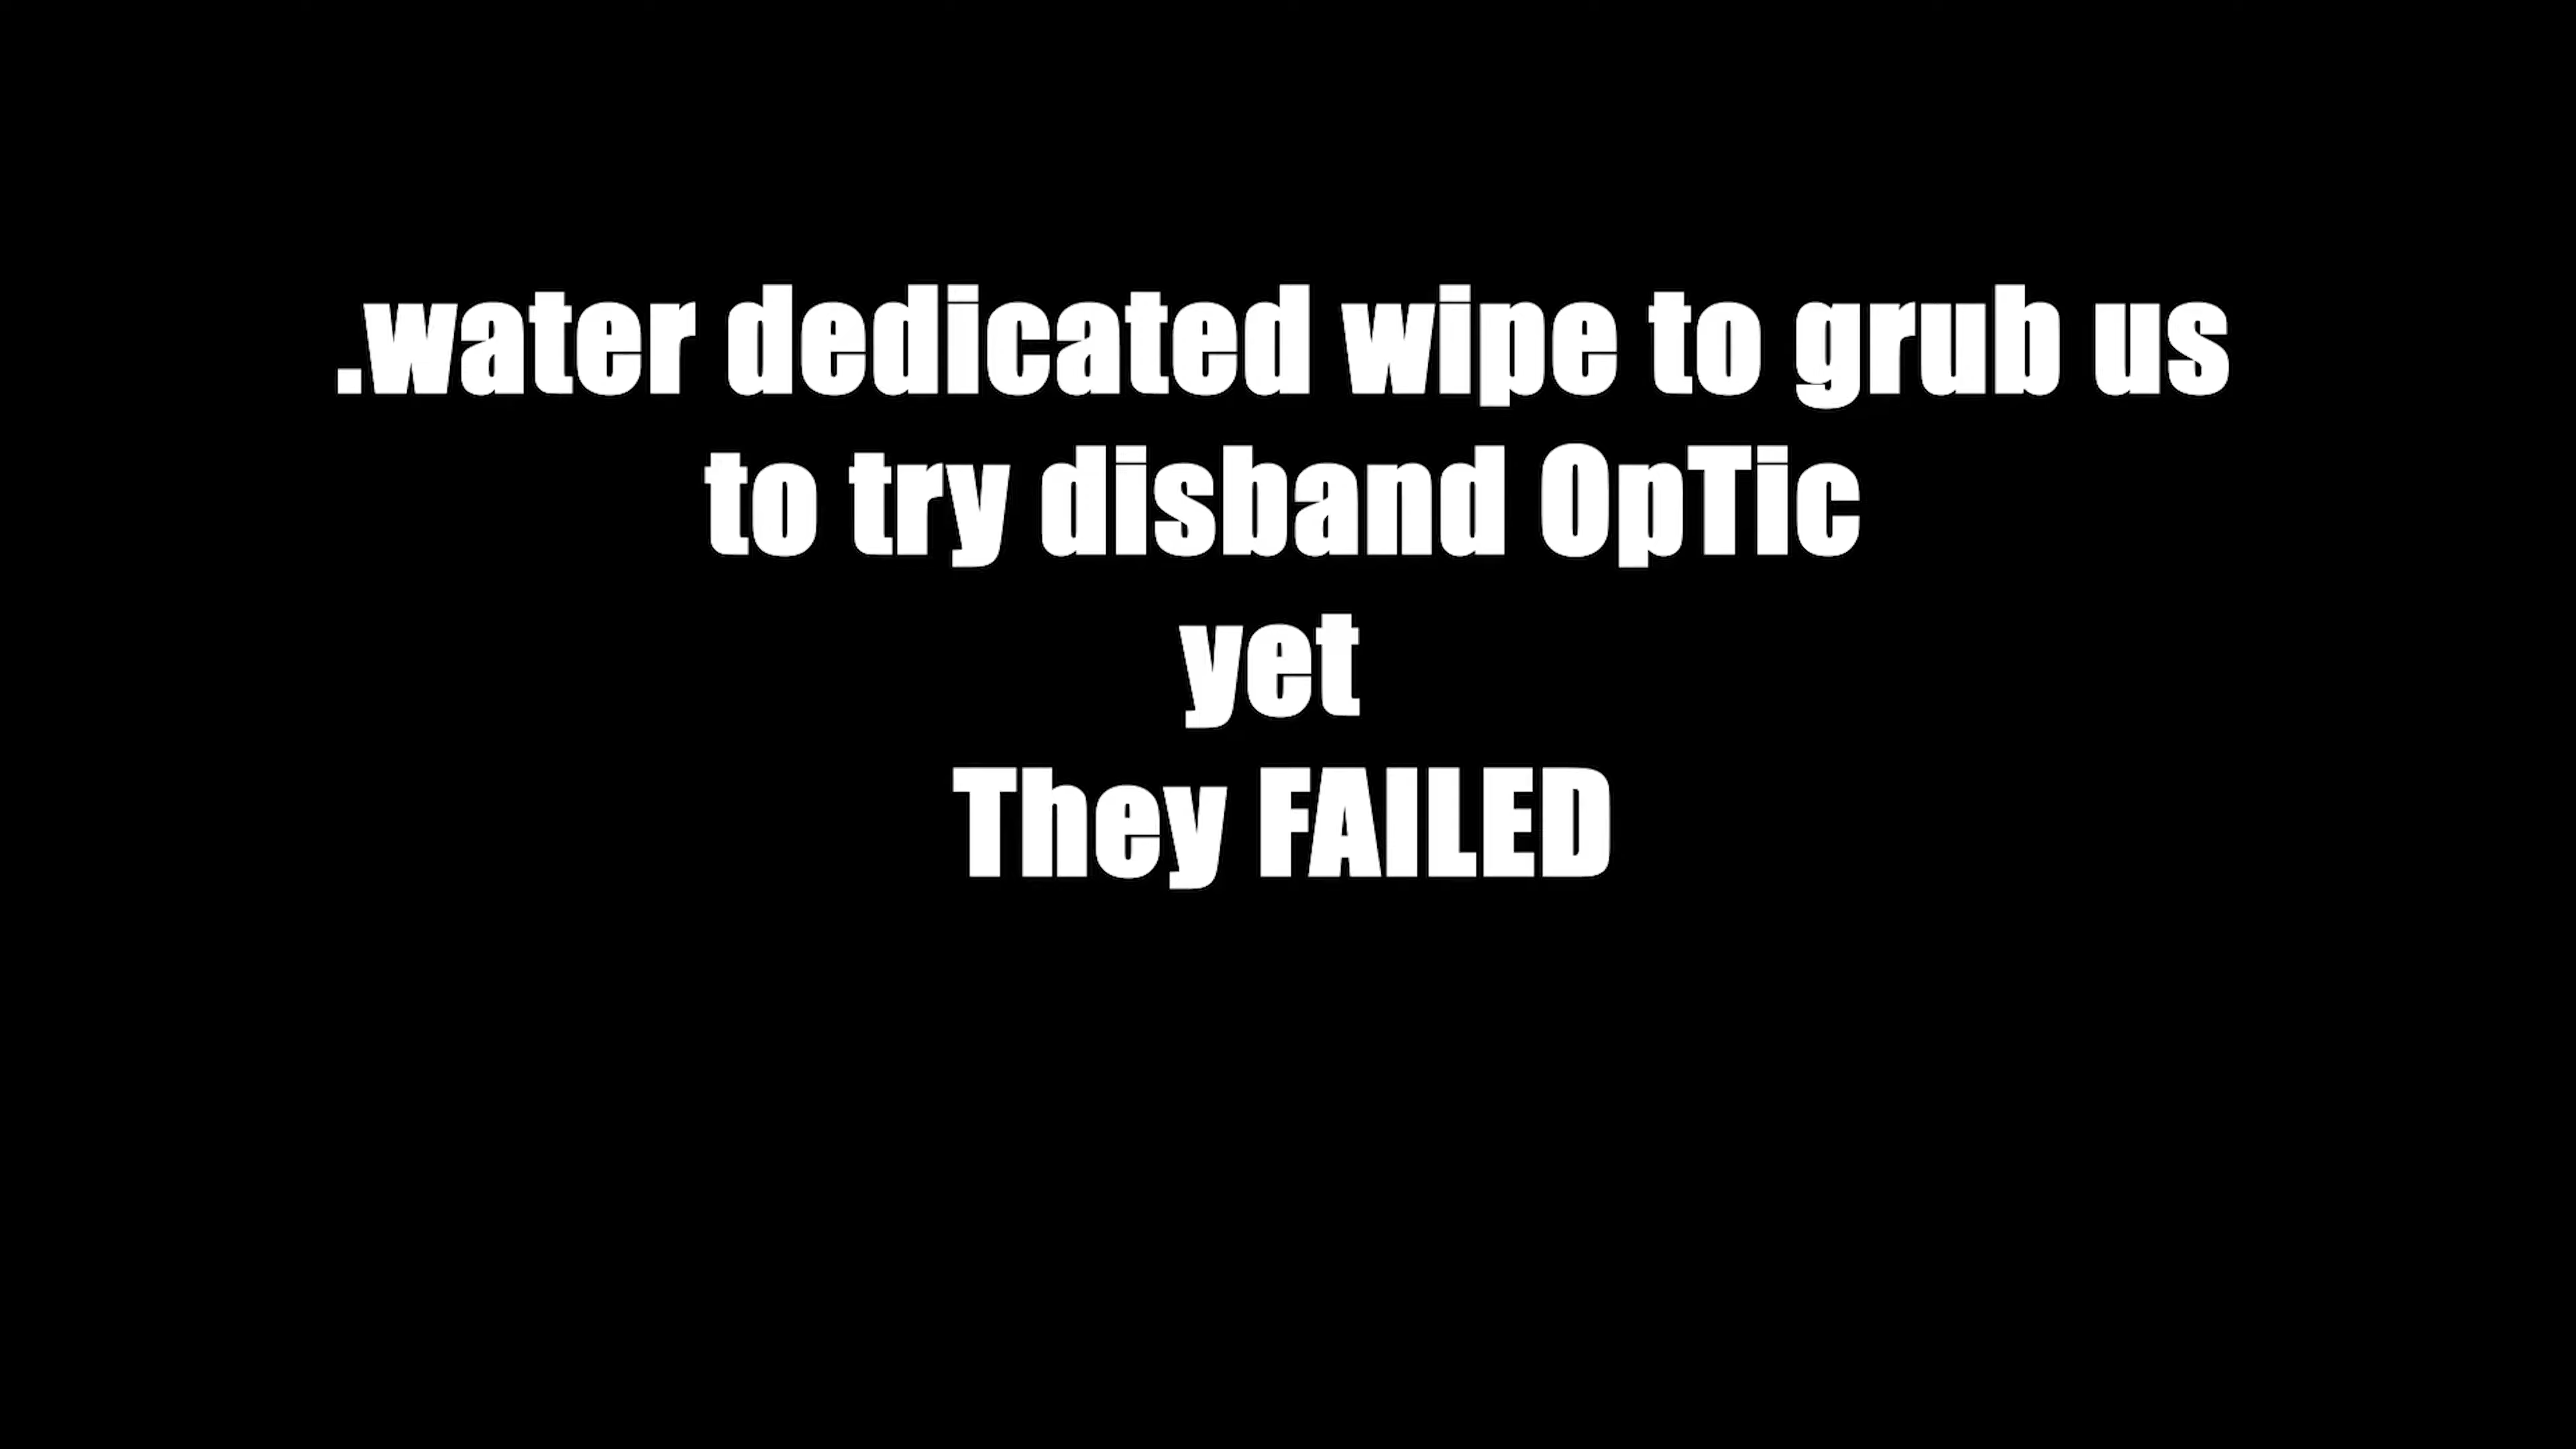 .water dedicated wipe to grub us
to try disband OpTic
yet
They FAILED